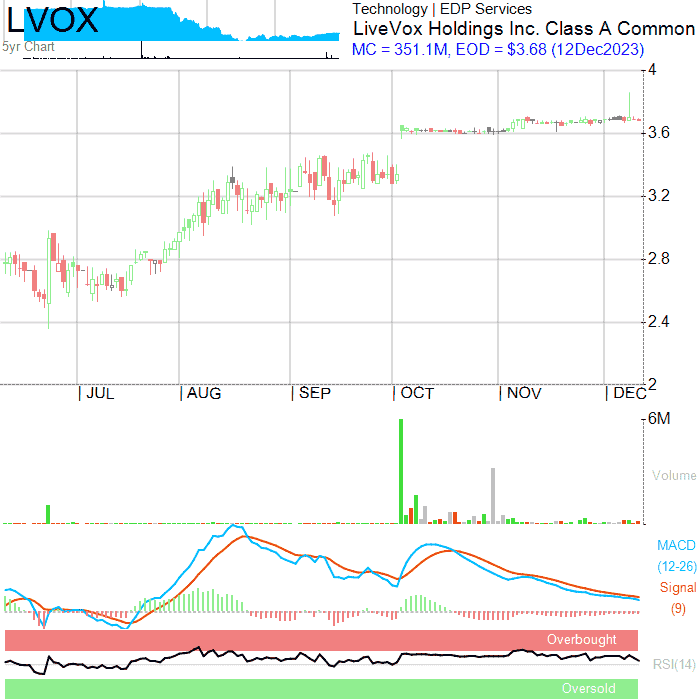 LVOX
5yr Chart
Technology | EDP Services
LiveVox Holdings Inc. Class A Common
MC = 351.1M, EOD = $3.68 (12Dec2023)
4
3.6
3.2
2.8
2.4
2
| JUL | AUG | SEP | OCT | NOV | DEC
6M
Volume
MACD
(12-26)
Signal
(9)
Overbought
RSI(14)
Oversold